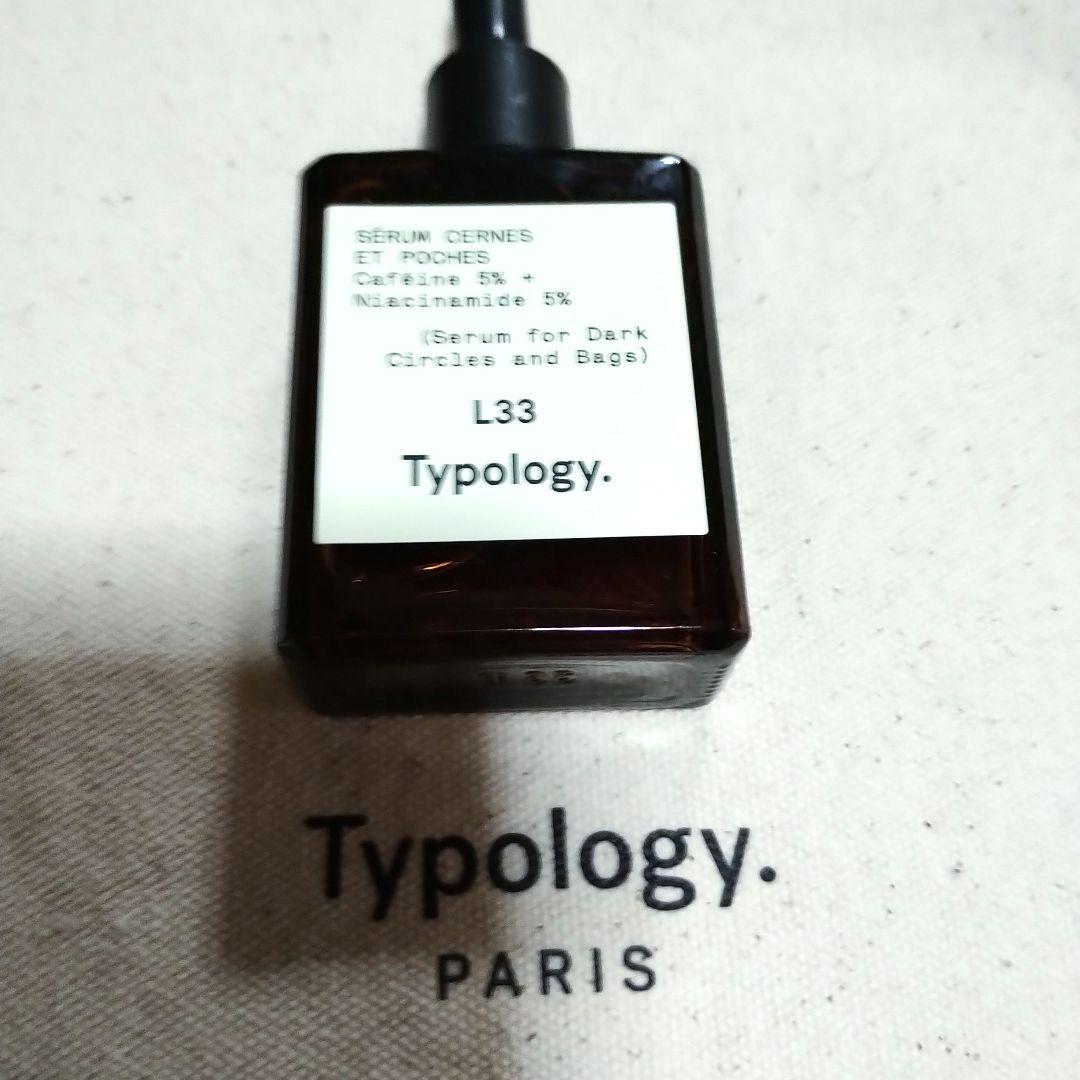 SÉRUM CERNES
ET POCHES
Caféine 5% +
Niacinamide 5%
(Serum for Dark
Circles and Bags)
L33
Typology.
Typology.
PARIS